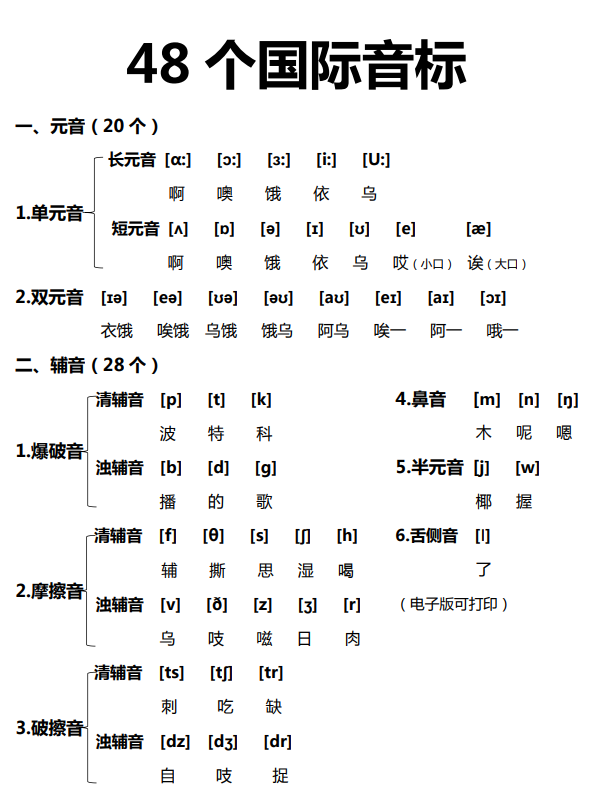 48 个国际音标
一、元音（20 个）
长元音 [ɑ:] [ɔ:] [ɜ:] [i:] [U:]
啊 噢 饿 依 乌
1.单元音
短元音 [ʌ] [ɒ] [ə] [ɪ] [ʊ] [e] [æ]
啊 噢 饿 依 乌 哎（小口） 诶（大口）
2.双元音 [ɪə] [eə] [ʊə] [əʊ] [aʊ] [eɪ] [aɪ] [ɔɪ]
衣饿 唉饿 乌饿 饿乌 阿乌 唉一 阿一 哦一
二、辅音（28 个）
清辅音 [p] [t] [k] 4.鼻音 [m] [n] [ŋ]
波 特 科 木 呢 嗯
1.爆破音
浊辅音 [b] [d] [g] 5.半元音 [j] [w]
播 的 歌 椰 握
清辅音 [f] [θ] [s] [ʃ] [h] 6.舌侧音 [l]
辅 撕 思 湿 喝 了
2.摩擦音
浊辅音 [v] [ð] [z] [ʒ] [r] （电子版可打印）
乌 吱 嗞 日 肉
清辅音 [ts] [tʃ] [tr]
刺 吃 缺
3.破擦音
浊辅音 [dz] [dʒ] [dr]
自 吱 捉